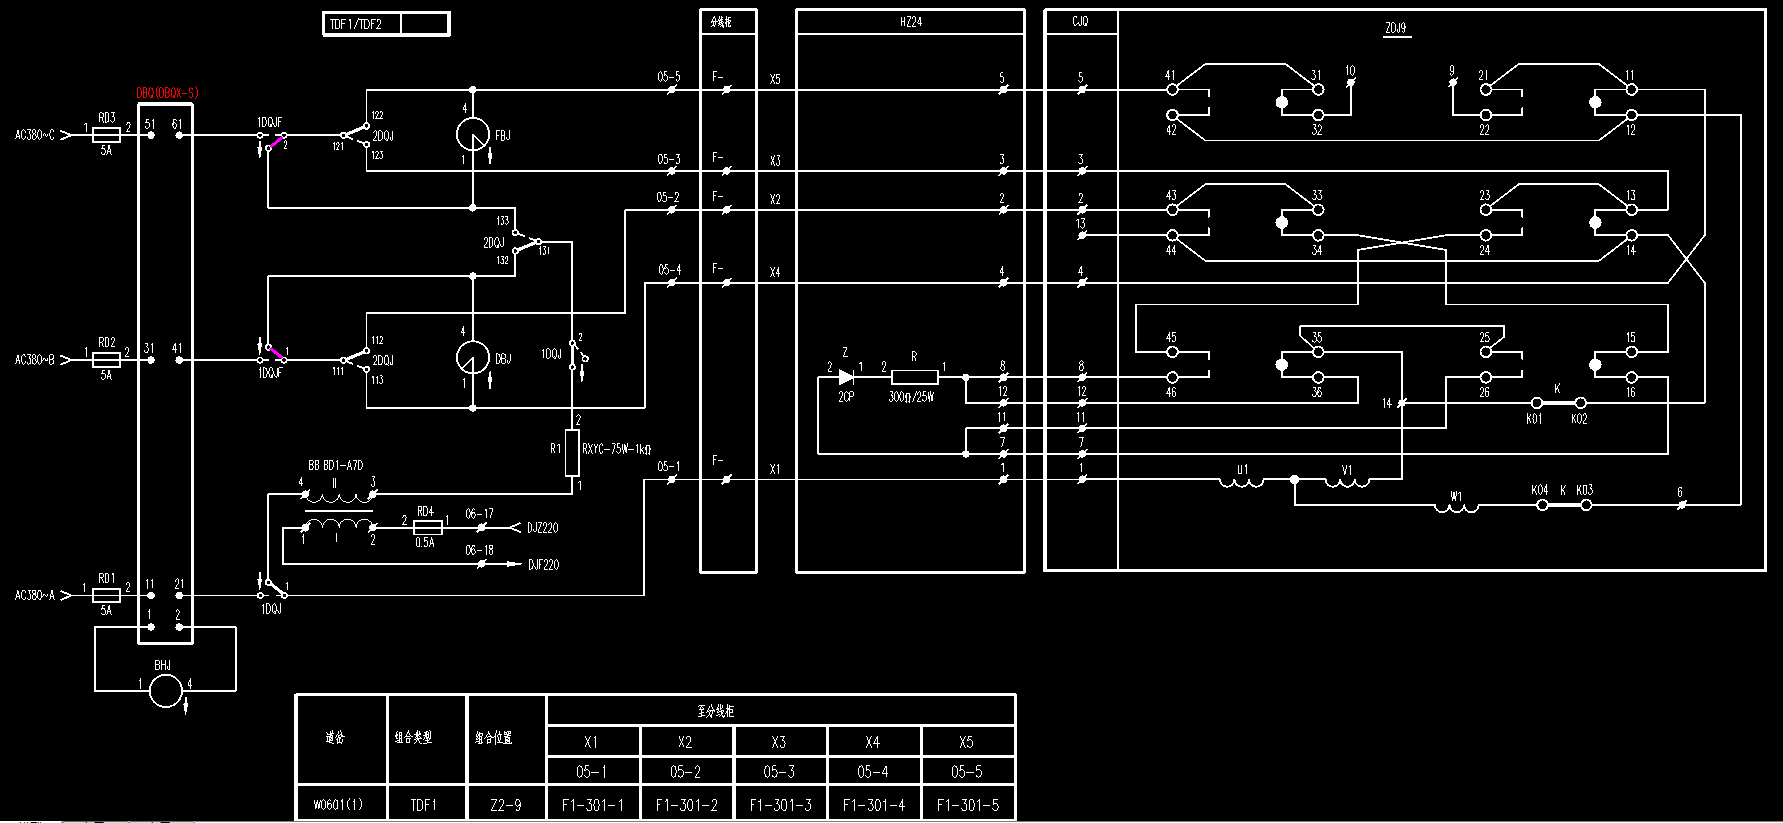 TDF1/TDF2
分线柜
HZ24
CJQ
ZDJ9
DBQ(DBQX-S)
AC380~C
1
RD3
2
5A
51
61
1DQJF
2
122
2DQJ
121
123
4
FBJ
1
05-5
F-
X5
5
5
41
31
10
9
21
11
42
32
22
12
05-3
F-
X3
3
3
05-2
F-
X2
2
2
13
43
33
23
13
44
34
24
14
133
2DQJ
131
132
05-4
F-
X4
4
4
AC380~B
1
RD2
2
5A
31
41
1DQJF
1
112
2DQJ
111
113
4
DBJ
1
2
1DQJ
45
35
25
15
46
36
26
16
2
Z
1
2CP
2
R
1
300Ω/25W
8
8
12
12
11
11
7
7
14
K
K01
K02
2
R1
RXYC-75W-1kΩ
1
05-1
F-
X1
1
1
U1
V1
W1
K04
K
K03
6
BB BD1-A7D
4
II
3
1
I
2
2
RD4
1
0.5A
06-17
DJZ220
06-18
DJF220
AC380~A
1
RD1
2
5A
11
21
1
1DQJ
1
2
BHJ
1
4
道岔
组合类型
组合位置
至分线柜
X1
X2
X3
X4
X5
05-1
05-2
05-3
05-4
05-5
W0601(1)
TDF1
Z2-9
F1-301-1
F1-301-2
F1-301-3
F1-301-4
F1-301-5